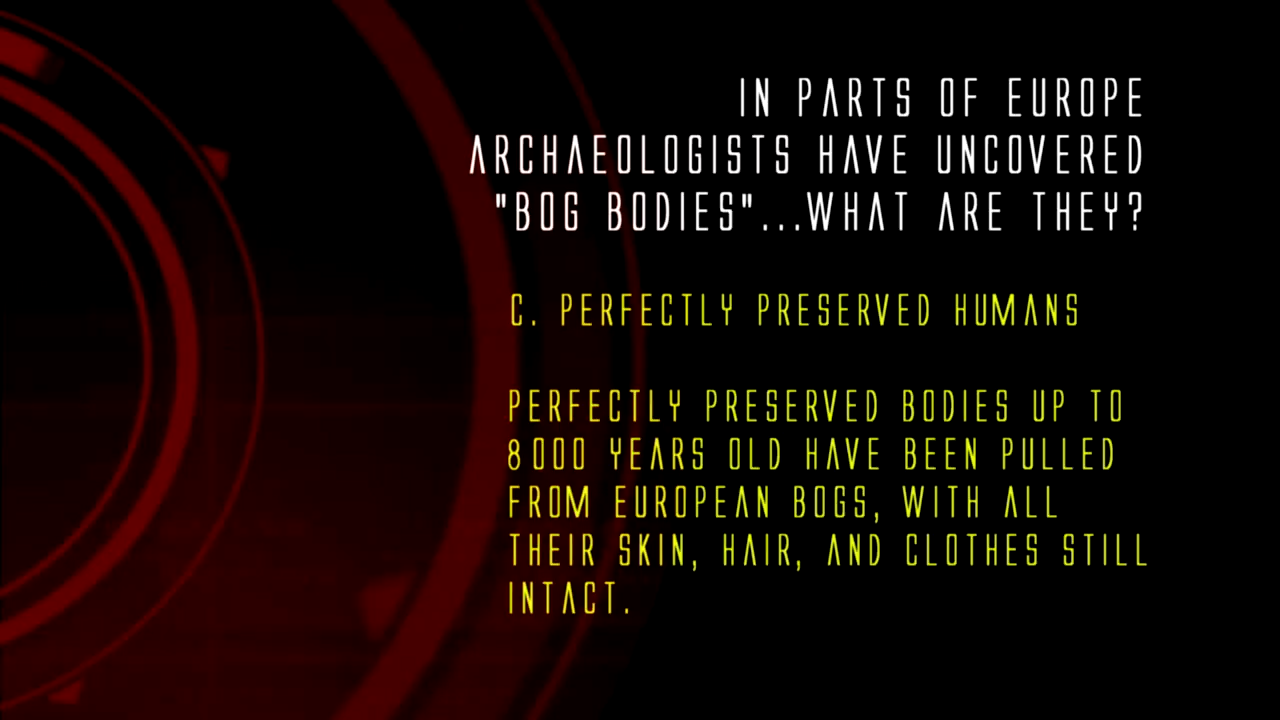 IN PARTS OF EUROPE
ARCHAEOLOGISTS HAVE UNCOVERED
"BOG BODIES"...WHAT ARE THEY?
C. PERFECTLY PRESERVED HUMANS
PERFECTLY PRESERVED BODIES UP TO
8000 YEARS OLD HAVE BEEN PULLED
FROM EUROPEAN BOGS, WITH ALL
THEIR SKIN, HAIR, AND CLOTHES STILL
INTACT.